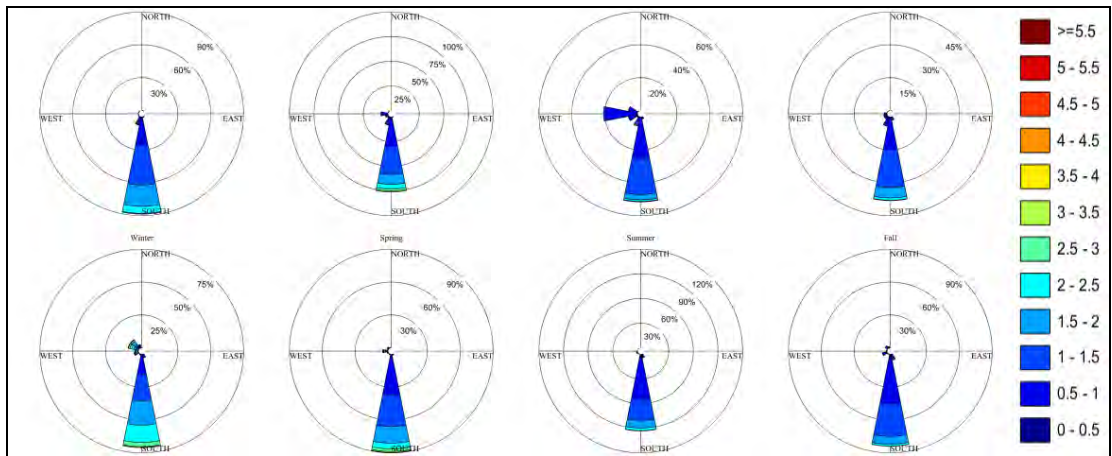 NORTH
80%
60%
30%
WEST
EAST
SOUTH
Winter
NORTH
100%
75%
50%
25%
WEST
EAST
SOUTH
Spring
NORTH
60%
40%
20%
WEST
EAST
SOUTH
Summer
NORTH
45%
30%
15%
WEST
EAST
SOUTH
Fall
NORTH
75%
50%
25%
WEST
EAST
SOUTH
NORTH
90%
60%
30%
WEST
EAST
SOUTH
NORTH
120%
90%
60%
30%
WEST
EAST
SOUTH
NORTH
90%
60%
30%
WEST
EAST
SOUTH
>=5.5
5 - 5.5
4.5 - 5
4 - 4.5
3.5 - 4
3 - 3.5
2.5 - 3
2 - 2.5
1.5 - 2
1 - 1.5
0.5 - 1
0 - 0.5